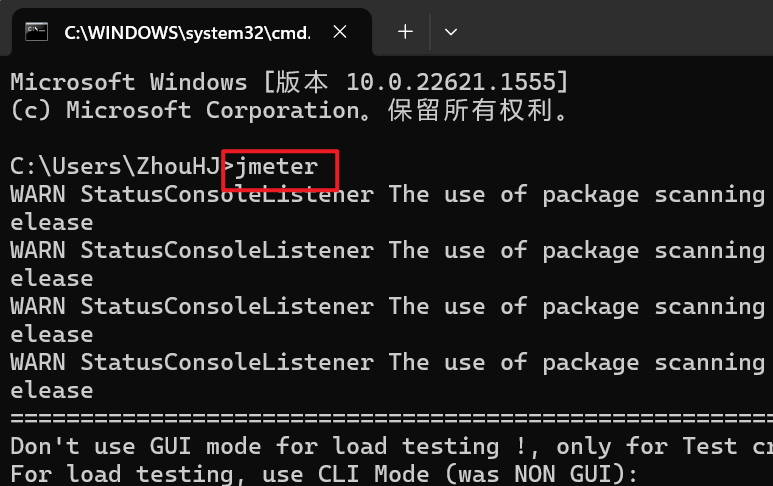 C:\WINDOWS\system32\cmd.
Microsoft Windows [版本 10.0.22621.1555]
(c) Microsoft Corporation。保留所有权利。
C:\Users\ZhouHJ>jmeter
WARN StatusConsoleListener The use of package scanning
elease
WARN StatusConsoleListener The use of package scanning
elease
WARN StatusConsoleListener The use of package scanning
elease
WARN StatusConsoleListener The use of package scanning
elease
================================================================
Don't use GUI mode for load testing !, only for Test cr
For load testing, use CLI Mode (was NON GUI):